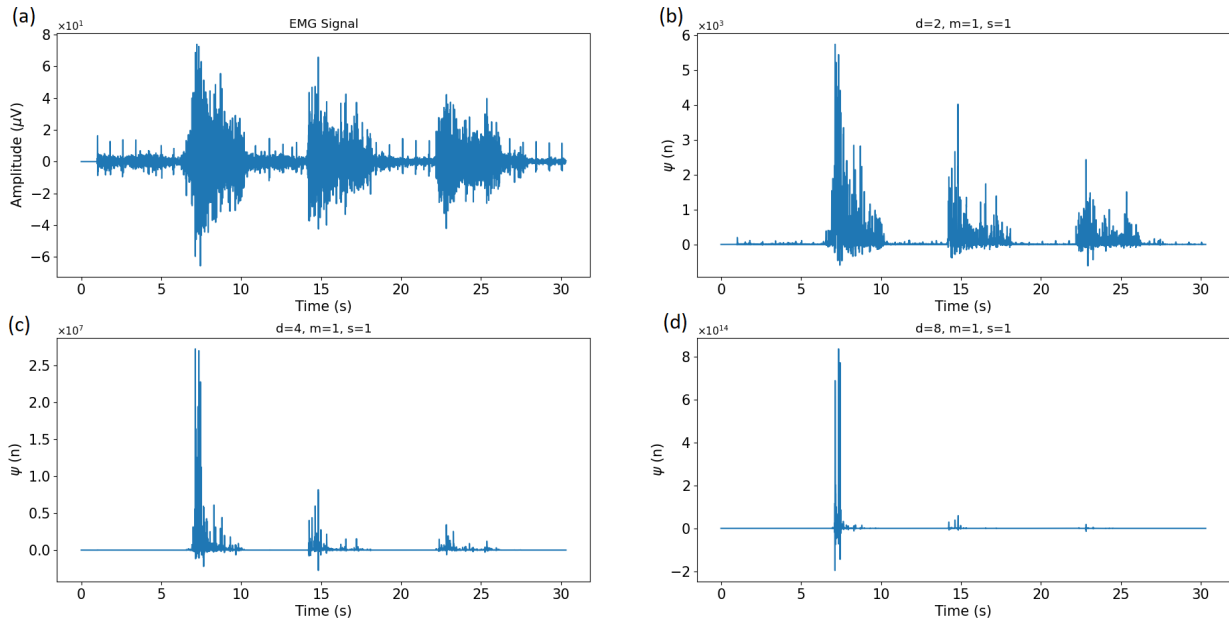 (a)
EMG Signal
×10¹
Amplitude (μV)
8
6
4
2
0
−2
−4
−6
0 5 10 15 20 25 30
Time (s)
(b)
d=2, m=1, s=1
×10³
ψ (n)
6
5
4
3
2
1
0
0 5 10 15 20 25 30
Time (s)
(c)
d=4, m=1, s=1
×10⁷
ψ (n)
2.5
2.0
1.5
1.0
0.5
0.0
0 5 10 15 20 25 30
Time (s)
(d)
d=8, m=1, s=1
×10¹⁴
ψ (n)
8
6
4
2
0
−2
0 5 10 15 20 25 30
Time (s)